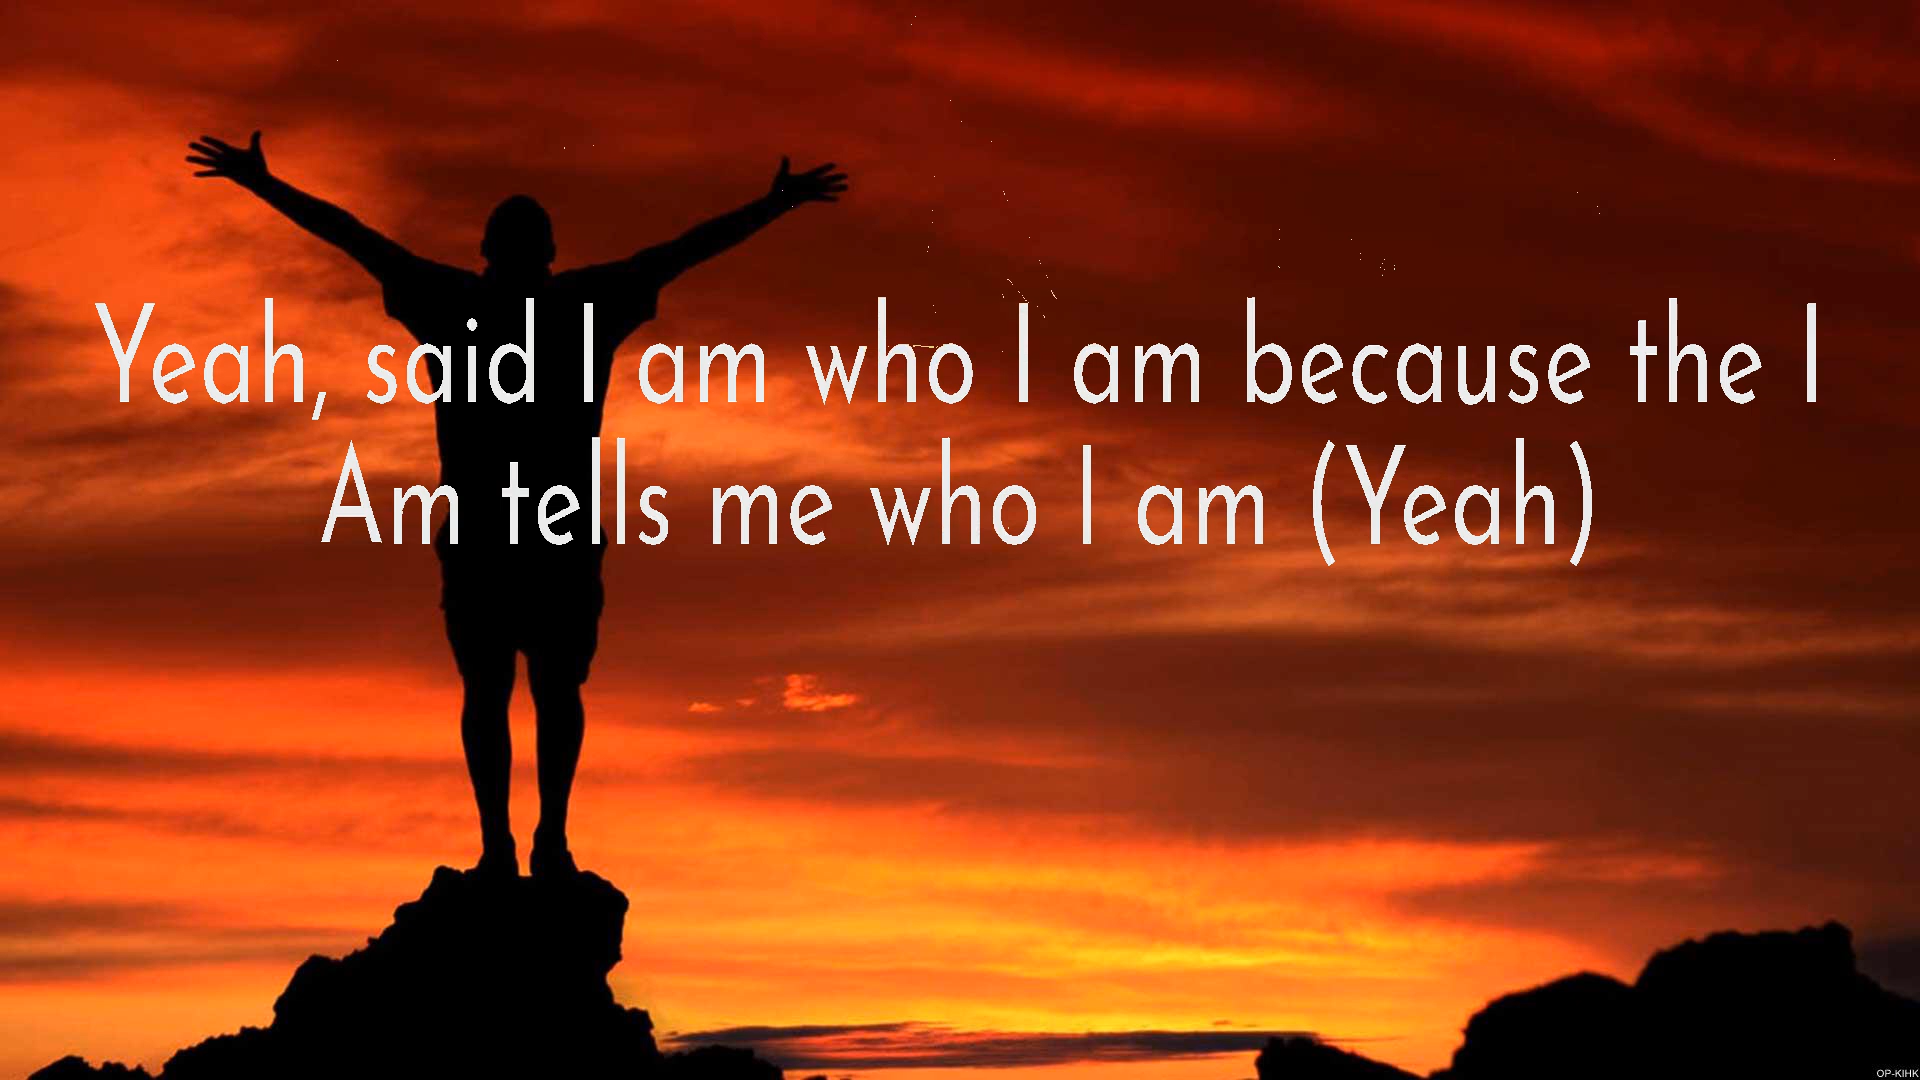 Yeah, said I am who I am because the I
Am tells me who I am (Yeah)
OP-KIHK